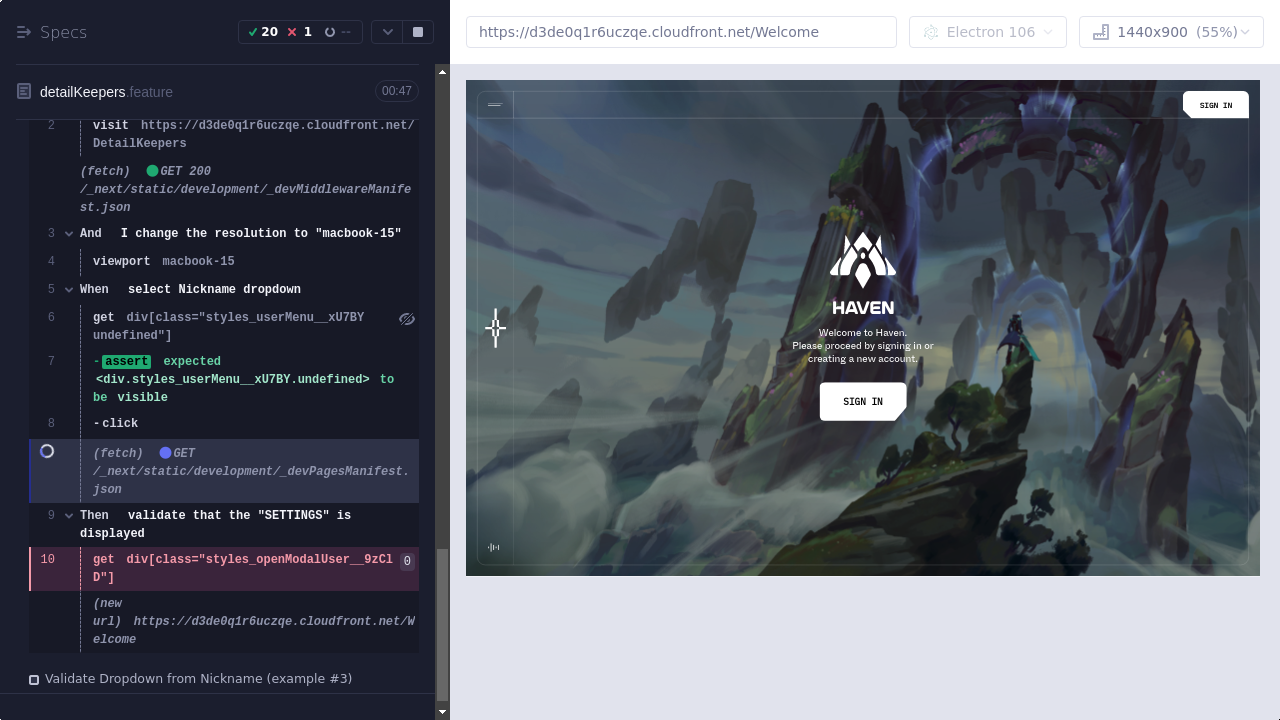 Specs
20
1
--
https://d3de0q1r6uczqe.cloudfront.net/Welcome
Electron 106
1440x900 (55%)
detailKeepers.feature
00:47
2 visit https://d3de0q1r6uczqe.cloudfront.net/
DetailKeepers
(fetch) GET 200
/_next/static/development/_devMiddlewareManife
st.json
3 And I change the resolution to "macbook-15"
4 viewport macbook-15
5 When select Nickname dropdown
6 get div[class="styles_userMenu__xU7BY
undefined"]
7 -assert expected
<div.styles_userMenu__xU7BY.undefined> to
be visible
8 -click
(fetch) GET
/_next/static/development/_devPagesManifest.
json
9 Then validate that the "SETTINGS" is
displayed
10 get div[class="styles_openModalUser__9zCl
D"]
0
(new
url) https://d3de0q1r6uczqe.cloudfront.net/W
elcome
Validate Dropdown from Nickname (example #3)
SIGN IN
HAVEN
Welcome to Haven.
Please proceed by signing in or
creating a new account.
SIGN IN